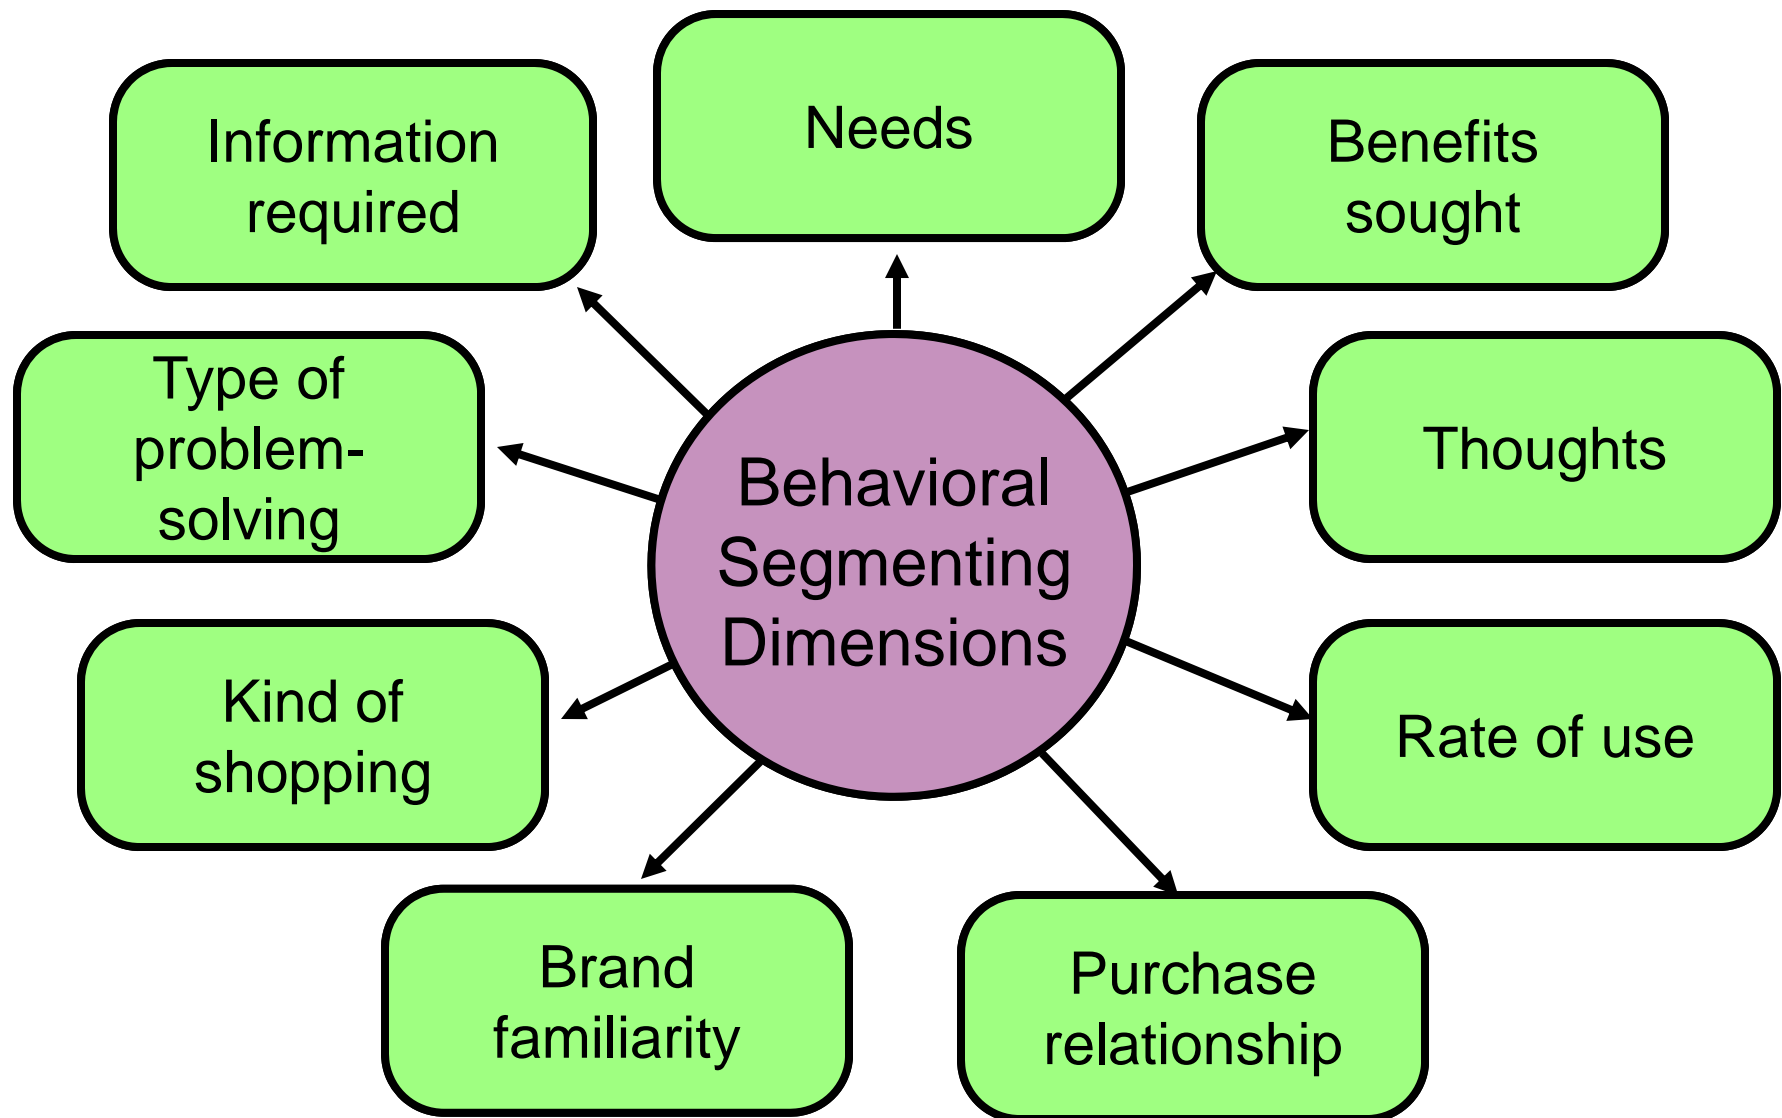 Needs
Information
required
Benefits
sought
Type of
problem-
solving
Thoughts
Behavioral
Segmenting
Dimensions
Kind of
shopping
Rate of use
Brand
familiarity
Purchase
relationship